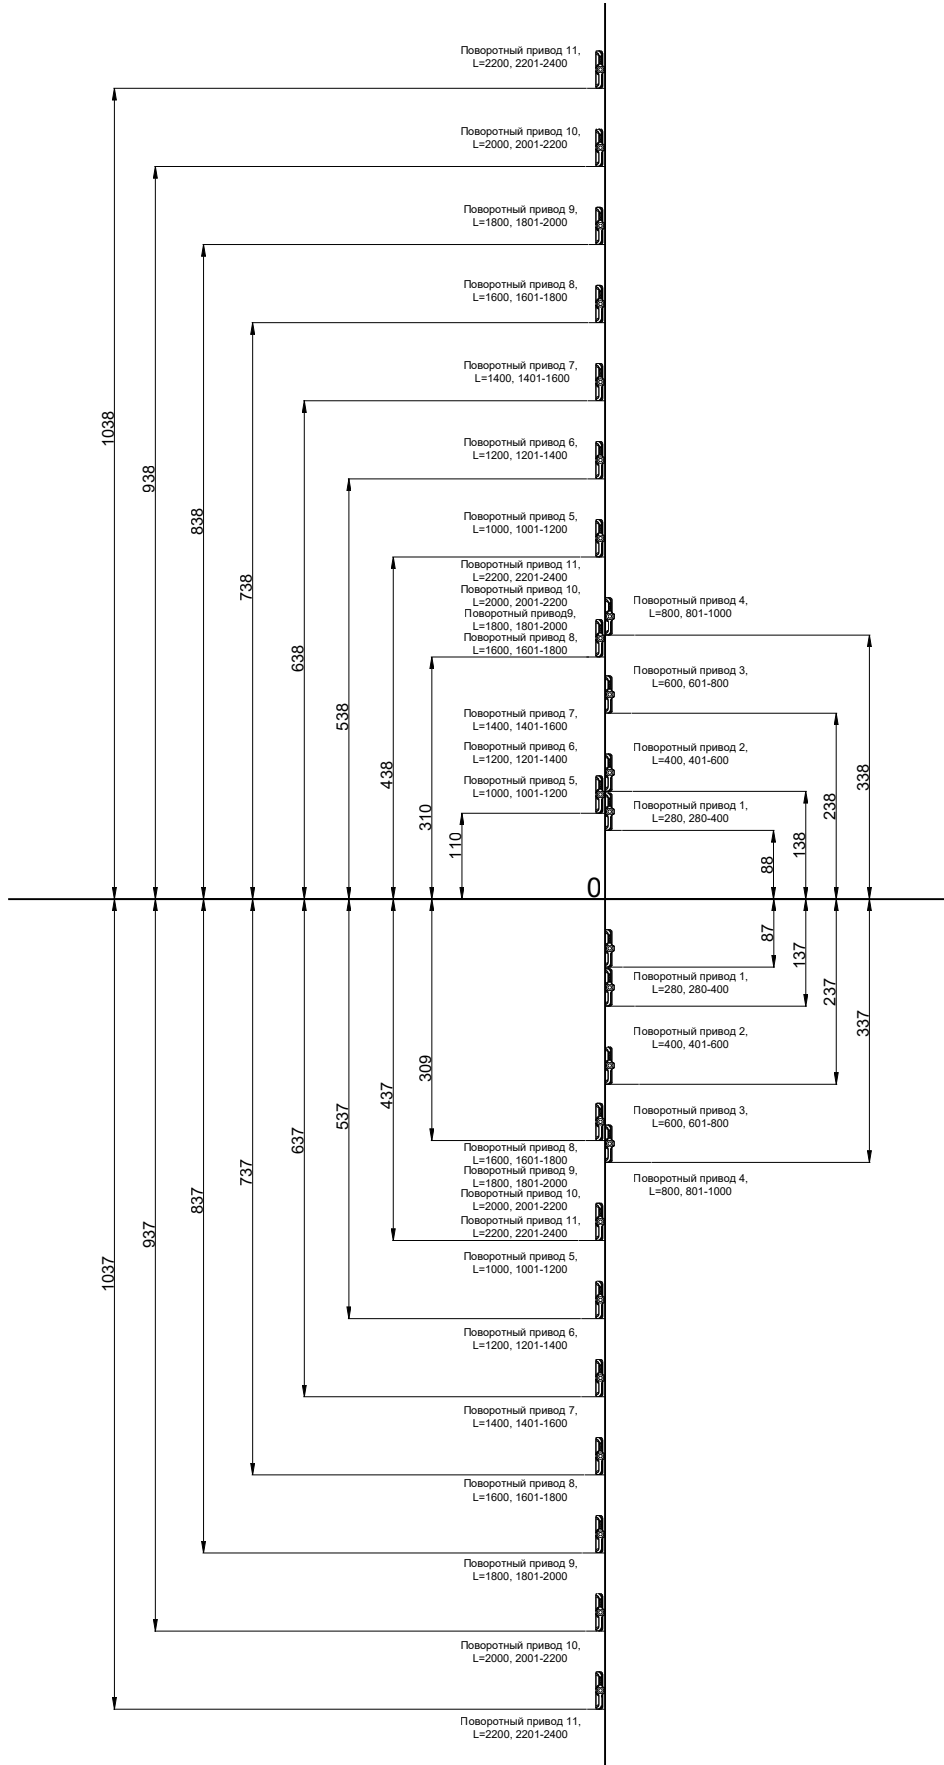 Поворотный привод 11,
L=2200, 2201-2400
Поворотный привод 10,
L=2000, 2001-2200
Поворотный привод 9,
L=1800, 1801-2000
Поворотный привод 8,
L=1600, 1601-1800
Поворотный привод 7,
L=1400, 1401-1600
1038
938
Поворотный привод 6,
L=1200, 1201-1400
838
Поворотный привод 5,
L=1000, 1001-1200
738
Поворотный привод 11,
L=2200, 2201-2400
Поворотный привод 10,
L=2000, 2001-2200
Поворотный привод9,
L=1800, 1801-2000
Поворотный привод 8,
L=1600, 1601-1800
Поворотный привод 4,
L=800, 801-1000
638
Поворотный привод 3,
L=600, 601-800
538
Поворотный привод 7,
L=1400, 1401-1600
Поворотный привод 6,
L=1200, 1201-1400
Поворотный привод 2,
L=400, 401-600
438
338
Поворотный привод 5,
L=1000, 1001-1200
Поворотный привод 1,
L=280, 280-400
310
238
110
138
88
0
87
137
237
337
Поворотный привод 1,
L=280, 280-400
Поворотный привод 2,
L=400, 401-600
309
437
537
637
737
837
937
1037
Поворотный привод 3,
L=600, 601-800
Поворотный привод 8,
L=1600, 1601-1800
Поворотный привод 9,
L=1800, 1801-2000
Поворотный привод 4,
L=800, 801-1000
Поворотный привод 10,
L=2000, 2001-2200
Поворотный привод 11,
L=2200, 2201-2400
Поворотный привод 5,
L=1000, 1001-1200
Поворотный привод 6,
L=1200, 1201-1400
Поворотный привод 7,
L=1400, 1401-1600
Поворотный привод 8,
L=1600, 1601-1800
Поворотный привод 9,
L=1800, 1801-2000
Поворотный привод 10,
L=2000, 2001-2200
Поворотный привод 11,
L=2200, 2201-2400